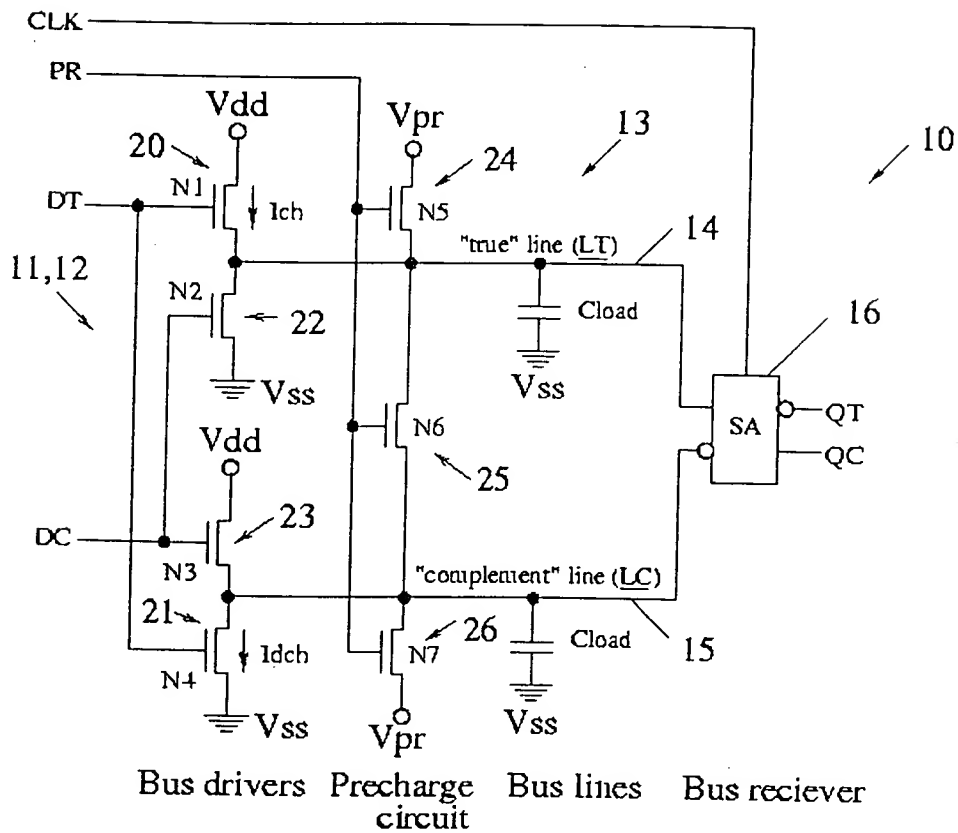 CLK
PR
Vdd
Vpr
13
10
20
24
DT
N1
Ich
N5
"true" line (LT)
14
11,12
N2
22
Cload
16
Vss
Vss
SA
QT
QC
Vdd
N6
25
DC
23
N3
"complement" line (LC)
21
26
15
Idch
N7
Cload
N4
Vss
Vpr
Vss
Bus drivers
Precharge
circuit
Bus lines
Bus reciever